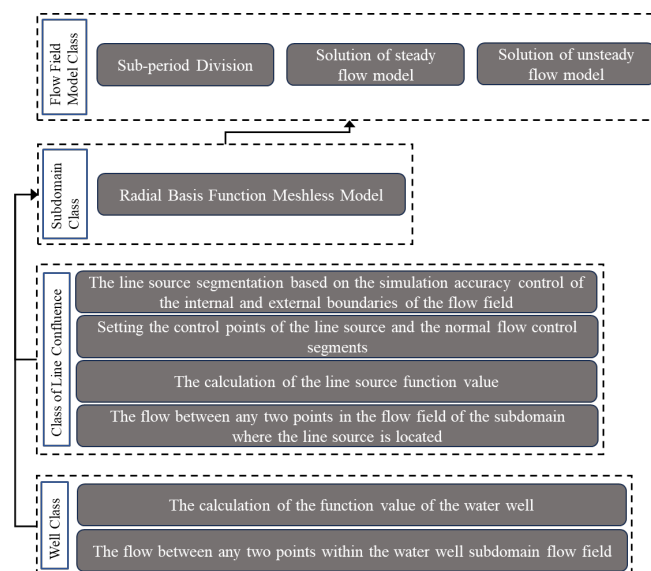 Flow Field
Model Class
Sub-period Division
Solution of steady
flow model
Solution of unsteady
flow model
Subdomain
Class
Radial Basis Function Meshless Model
Class of Line Confluence
The line source segmentation based on the simulation accuracy control of
the internal and external boundaries of the flow field
Setting the control points of the line source and the normal flow control
segments
The calculation of the line source function value
The flow between any two points in the flow field of the subdomain
where the line source is located
Well Class
The calculation of the function value of the water well
The flow between any two points within the water well subdomain flow field